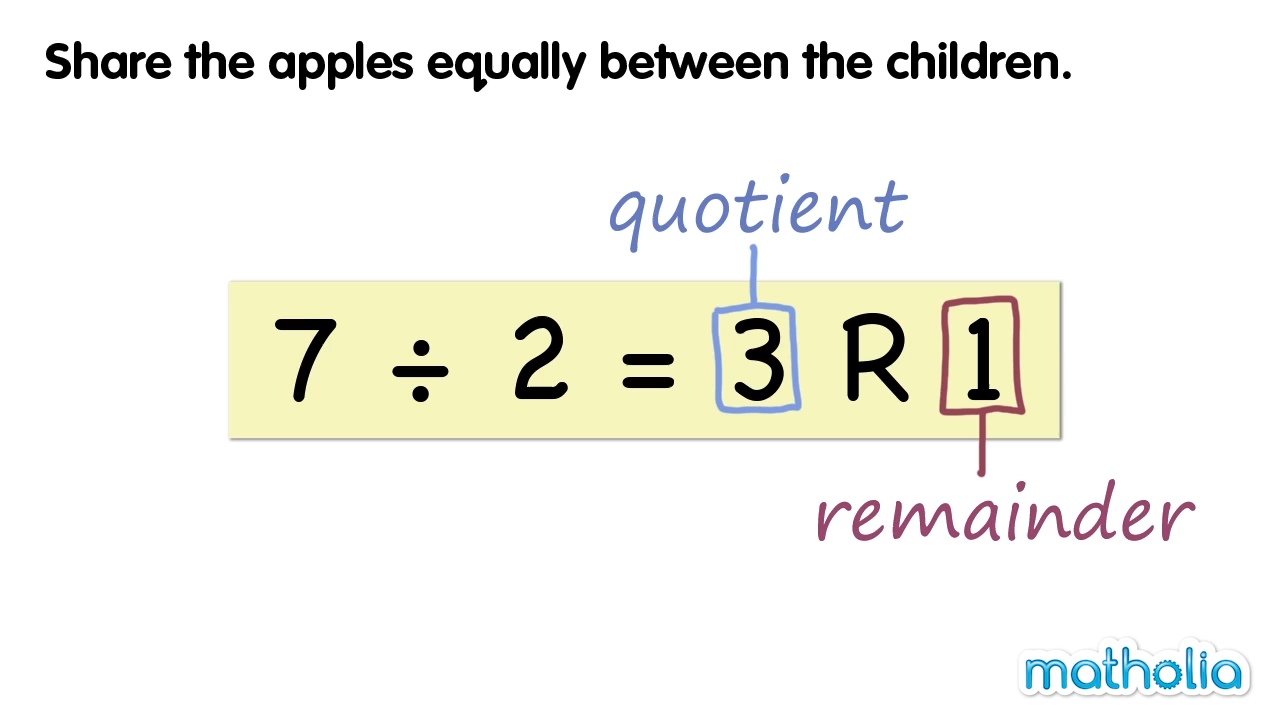 Share the apples equally between the children.
quotient
7 ÷ 2 = 3 R 1
remainder
matholia